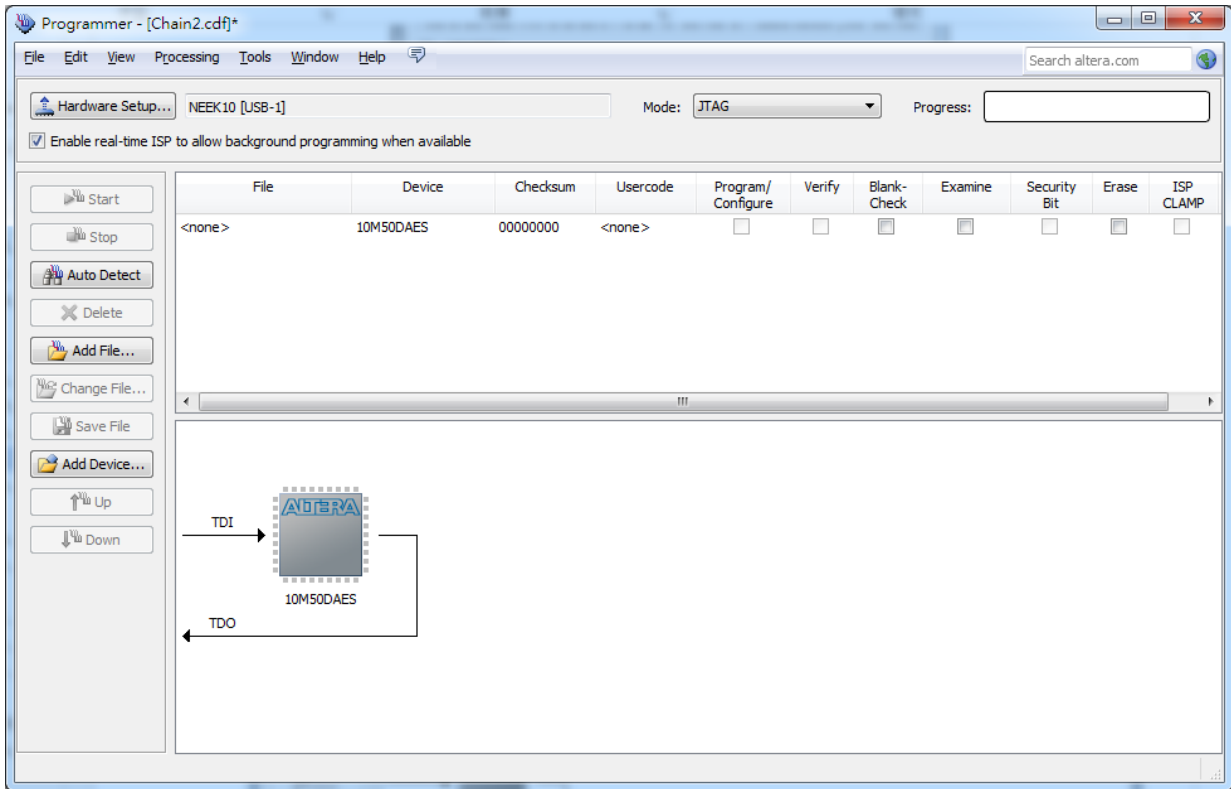 Programmer - [Chain2.cdf]*
File Edit View Processing Tools Window Help
Search altera.com
Hardware Setup... NEEK10 [USB-1] Mode: JTAG Progress:
Enable real-time ISP to allow background programming when available
Start
Stop
Auto Detect
Delete
Add File...
Change File...
Save File
Add Device...
Up
Down
File Device Checksum Usercode Program/ Configure Verify Blank- Check Examine Security Bit Erase ISP CLAMP
<none> 10M50DAES 00000000 <none>
TDI
ALTERA
10M50DAES
TDO